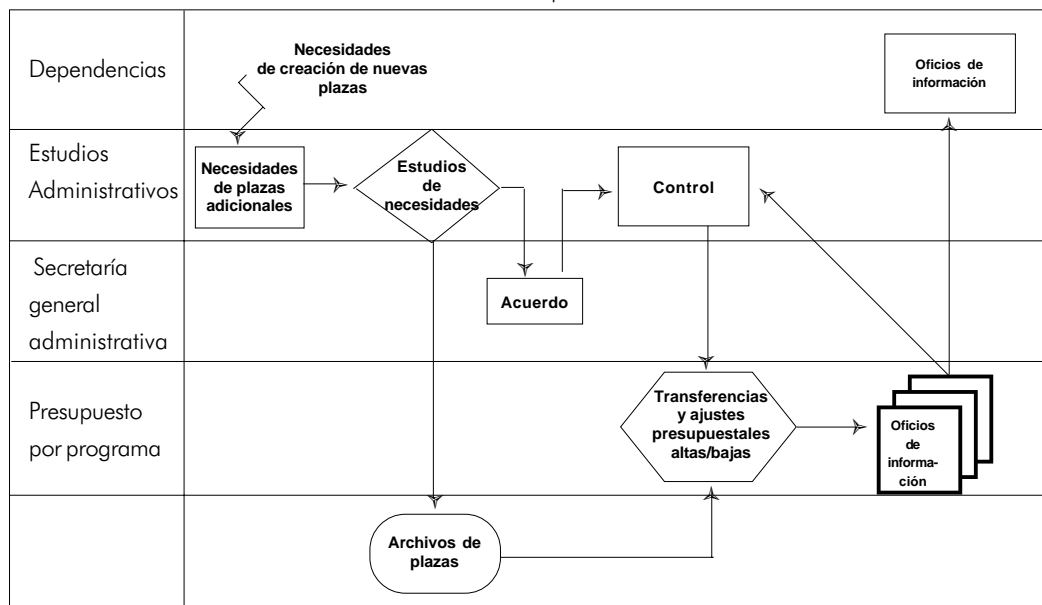 Dependencias
Necesidades
de creación de nuevas
plazas
Oficios de
información
Estudios
Administrativos
Necesidades
de plazas
adicionales
Estudios
de
necesidades
Control
Secretaría
general
administrativa
Acuerdo
Presupuesto
por programa
Transferencias
y ajustes
presupuestales
altas/bajas
Oficios
de
informa-
ción
Archivos de
plazas